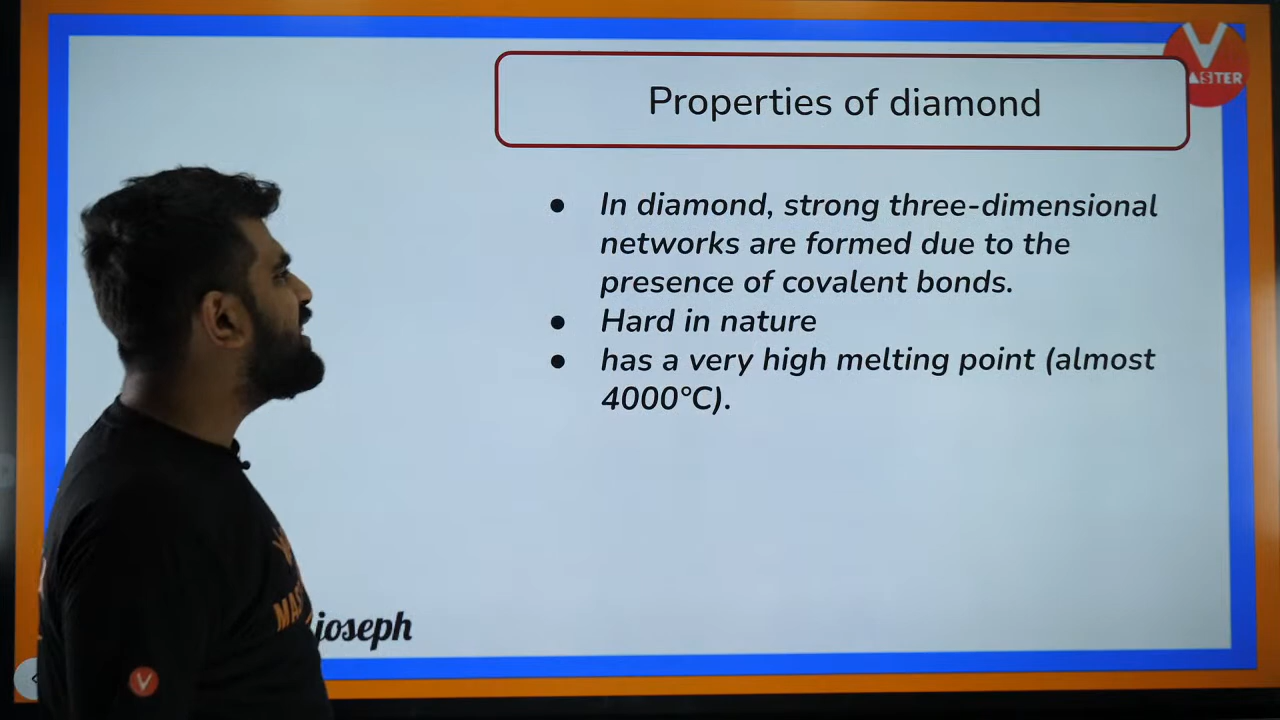 Properties of diamond
V
ASTER
● In diamond, strong three-dimensional
networks are formed due to the
presence of covalent bonds.
● Hard in nature
● has a very high melting point (almost
4000°C).
joseph
V